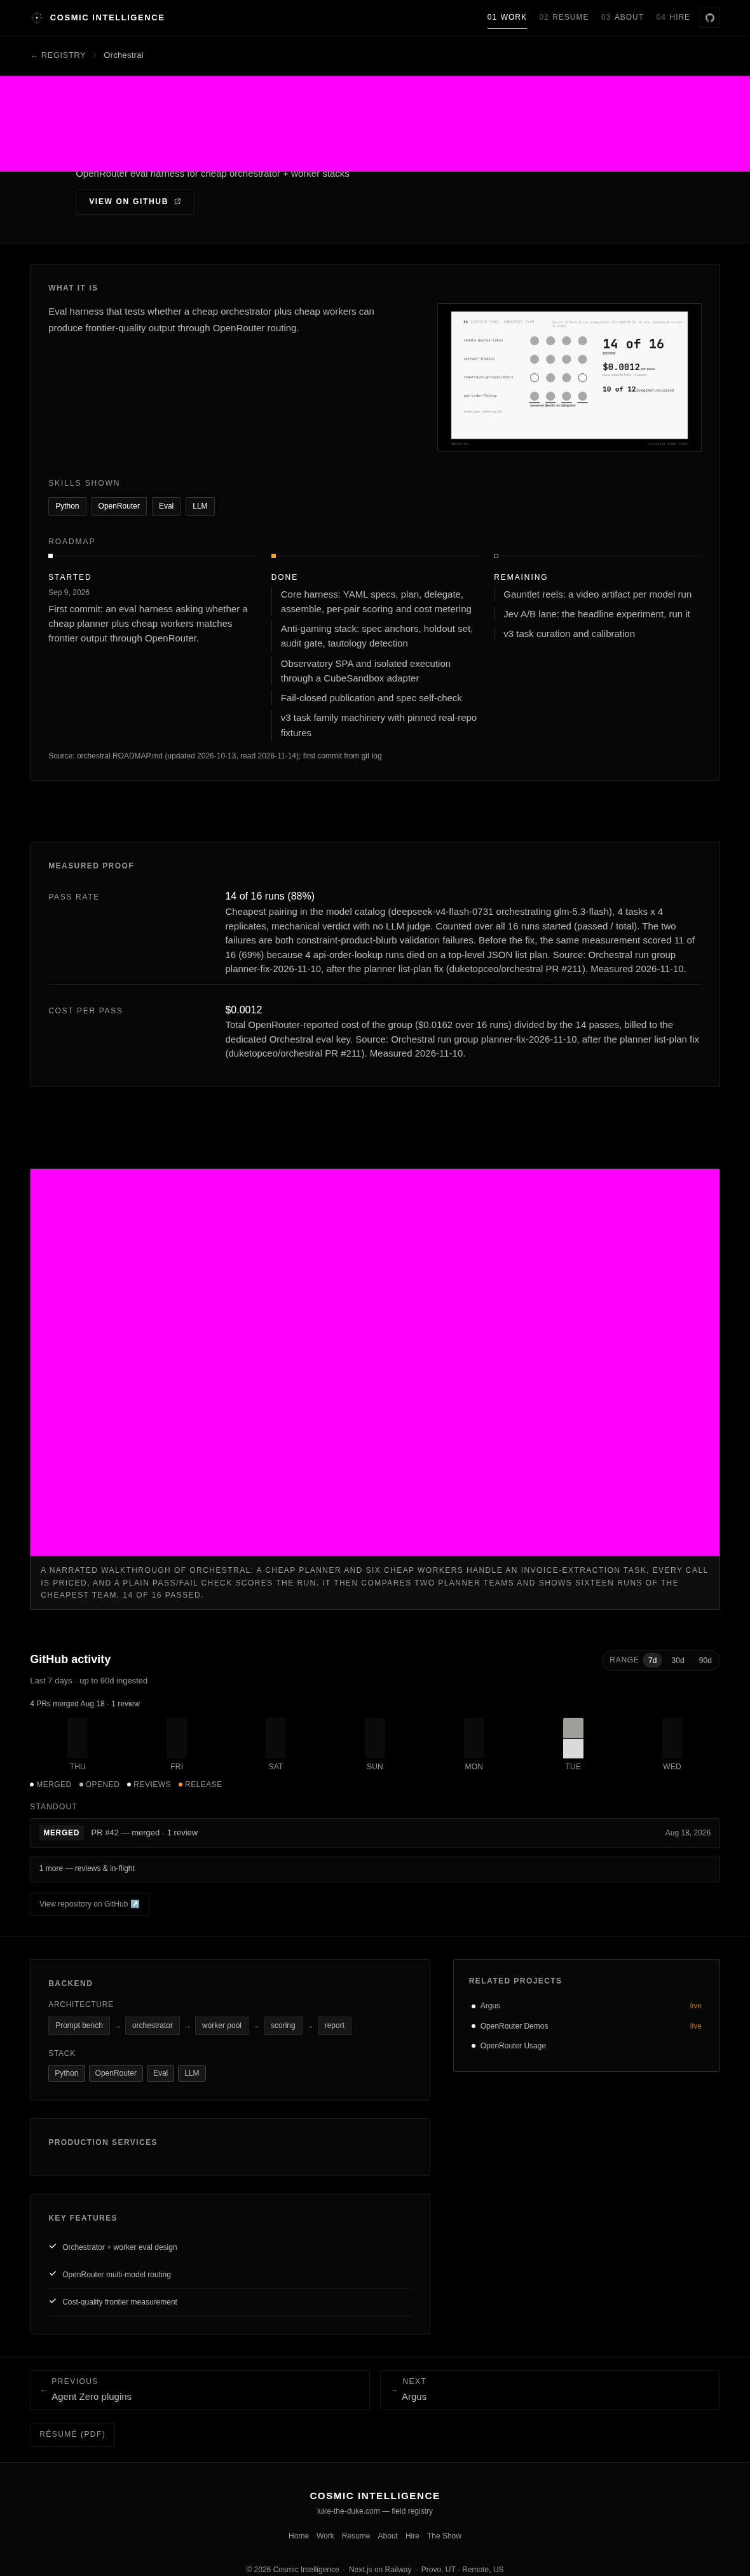 COSMIC INTELLIGENCE
01 WORK
02 RESUME
03 ABOUT
04 HIRE
← REGISTRY
Orchestral
OpenRouter eval harness for cheap orchestrator + worker stacks
VIEW ON GITHUB
WHAT IT IS
Eval harness that tests whether a cheap orchestrator plus cheap workers can
produce frontier-quality output through OpenRouter routing.
14 of 16
passed
$0.0012
10 of 12
SKILLS SHOWN
Python
OpenRouter
Eval
LLM
ROADMAP
STARTED
Sep 9, 2026
First commit: an eval harness asking whether a
cheap planner plus cheap workers matches
frontier output through OpenRouter.
DONE
Core harness: YAML specs, plan, delegate,
assemble, per-pair scoring and cost metering
Anti-gaming stack: spec anchors, holdout set,
audit gate, tautology detection
Observatory SPA and isolated execution
through a CubeSandbox adapter
Fail-closed publication and spec self-check
v3 task family machinery with pinned real-repo
fixtures
REMAINING
Gauntlet reels: a video artifact per model run
Jev A/B lane: the headline experiment, run it
v3 task curation and calibration
Source: orchestral ROADMAP.md (updated 2026-10-13, read 2026-11-14); first commit from git log
MEASURED PROOF
PASS RATE
14 of 16 runs (88%)
Cheapest pairing in the model catalog (deepseek-v4-flash-0731 orchestrating glm-5.3-flash), 4 tasks x 4
replicates, mechanical verdict with no LLM judge. Counted over all 16 runs started (passed / total). The two
failures are both constraint-product-blurb validation failures. Before the fix, the same measurement scored 11 of
16 (69%) because 4 api-order-lookup runs died on a top-level JSON list plan. Source: Orchestral run group
planner-fix-2026-11-10, after the planner list-plan fix (duketopceo/orchestral PR #211). Measured 2026-11-10.
COST PER PASS
$0.0012
Total OpenRouter-reported cost of the group ($0.0162 over 16 runs) divided by the 14 passes, billed to the
dedicated Orchestral eval key. Source: Orchestral run group planner-fix-2026-11-10, after the planner list-plan fix
(duketopceo/orchestral PR #211). Measured 2026-11-10.
A NARRATED WALKTHROUGH OF ORCHESTRAL: A CHEAP PLANNER AND SIX CHEAP WORKERS HANDLE AN INVOICE-EXTRACTION TASK, EVERY CALL
IS PRICED, AND A PLAIN PASS/FAIL CHECK SCORES THE RUN. IT THEN COMPARES TWO PLANNER TEAMS AND SHOWS SIXTEEN RUNS OF THE
CHEAPEST TEAM, 14 OF 16 PASSED.
GitHub activity
RANGE 7d 30d 90d
Last 7 days · up to 90d ingested
4 PRs merged Aug 18 · 1 review
THU FRI SAT SUN MON TUE WED
MERGED OPENED REVIEWS RELEASE
STANDOUT
MERGED PR #42 — merged · 1 review Aug 18, 2026
1 more — reviews & in-flight
View repository on GitHub ↗
BACKEND
ARCHITECTURE
Prompt bench → orchestrator → worker pool → scoring → report
STACK
Python
OpenRouter
Eval
LLM
RELATED PROJECTS
Argus live
OpenRouter Demos live
OpenRouter Usage
PRODUCTION SERVICES
KEY FEATURES
Orchestrator + worker eval design
OpenRouter multi-model routing
Cost-quality frontier measurement
← PREVIOUS
Agent Zero plugins
→ NEXT
Argus
RÉSUMÉ (PDF)
COSMIC INTELLIGENCE
luke-the-duke.com — field registry
Home Work Resume About Hire The Show
© 2026 Cosmic Intelligence · Next.js on Railway · Provo, UT · Remote, US